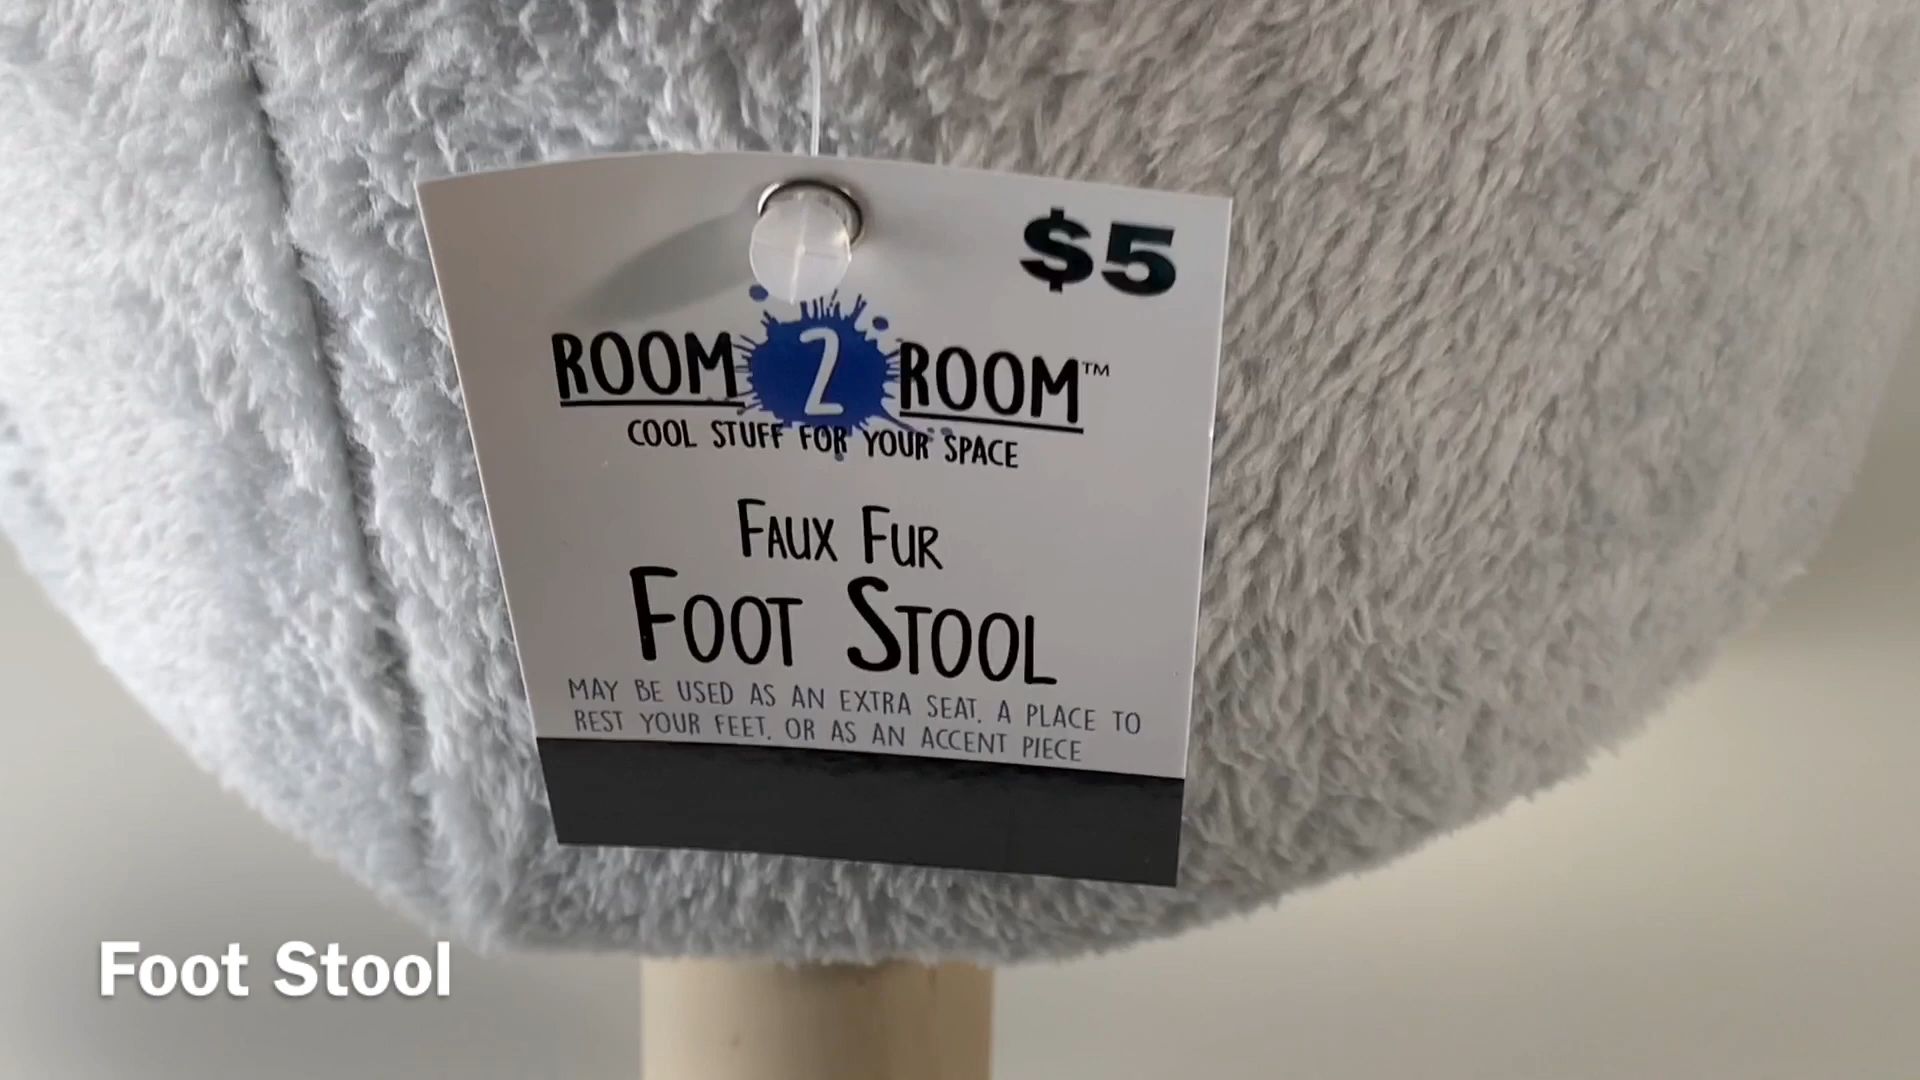 $5
ROOM 2 ROOM™
COOL STUFF FOR YOUR SPACE
FAUX FUR
FOOT STOOL
MAY BE USED AS AN EXTRA SEAT, A PLACE TO
REST YOUR FEET, OR AS AN ACCENT PIECE
Foot Stool